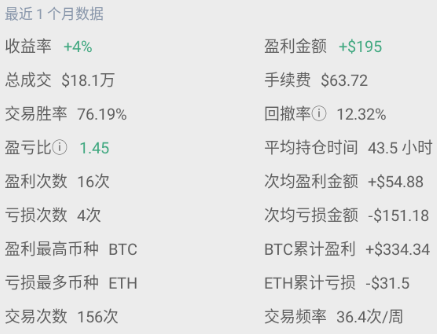 最近 1 个月数据
收益率 +4% 盈利金额 +$195
总成交 $18.1万 手续费 $63.72
交易胜率 76.19% 回撤率ⓘ 12.32%
盈亏比ⓘ 1.45 平均持仓时间 43.5 小时
盈利次数 16次 次均盈利金额 +$54.88
亏损次数 4次 次均亏损金额 -$151.18
盈利最高币种 BTC BTC累计盈利 +$334.34
亏损最多币种 ETH ETH累计亏损 -$31.5
交易次数 156次 交易频率 36.4次/周